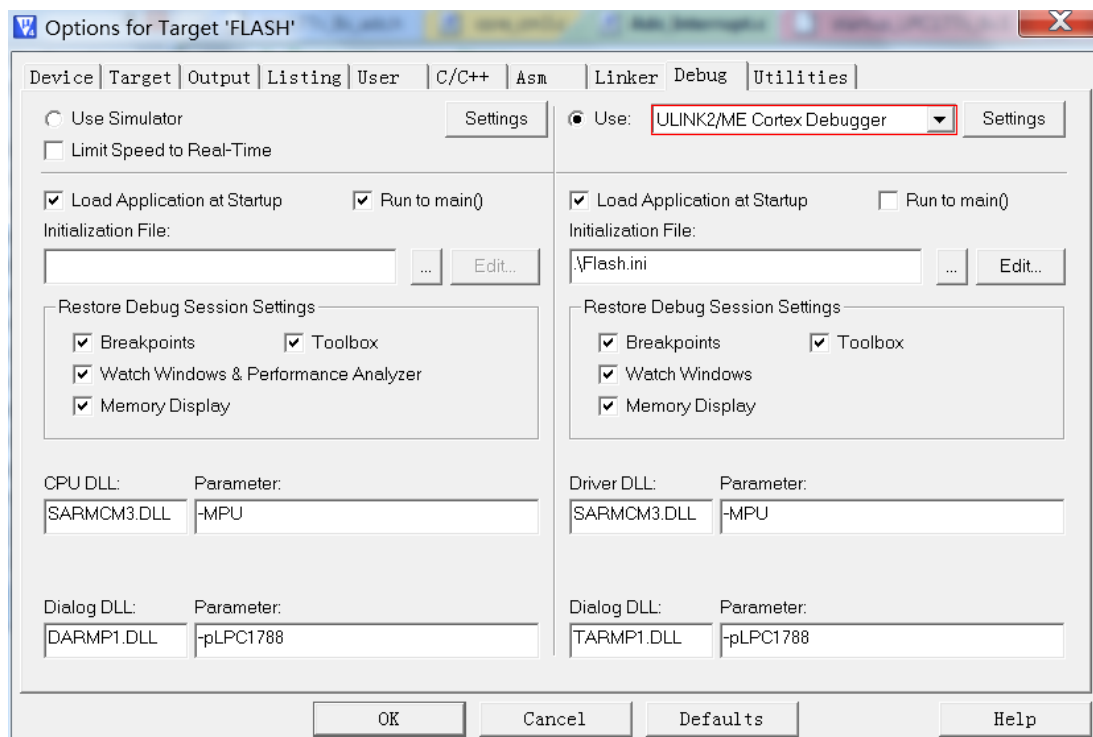 Options for Target 'FLASH'
Device Target Output Listing User C/C++ Asm Linker Debug Utilities
Use Simulator Settings
Limit Speed to Real-Time
Use: ULINK2/ME Cortex Debugger Settings
Load Application at Startup Run to main()
Initialization File:
... Edit...
Load Application at Startup Run to main()
Initialization File:
.\Flash.ini ... Edit...
Restore Debug Session Settings
Breakpoints Toolbox
Watch Windows & Performance Analyzer
Memory Display
Restore Debug Session Settings
Breakpoints Toolbox
Watch Windows
Memory Display
CPU DLL: Parameter:
SARMCM3.DLL -MPU
Driver DLL: Parameter:
SARMCM3.DLL -MPU
Dialog DLL: Parameter:
DARMP1.DLL -pLPC1788
Dialog DLL: Parameter:
TARMP1.DLL -pLPC1788
OK Cancel Defaults Help